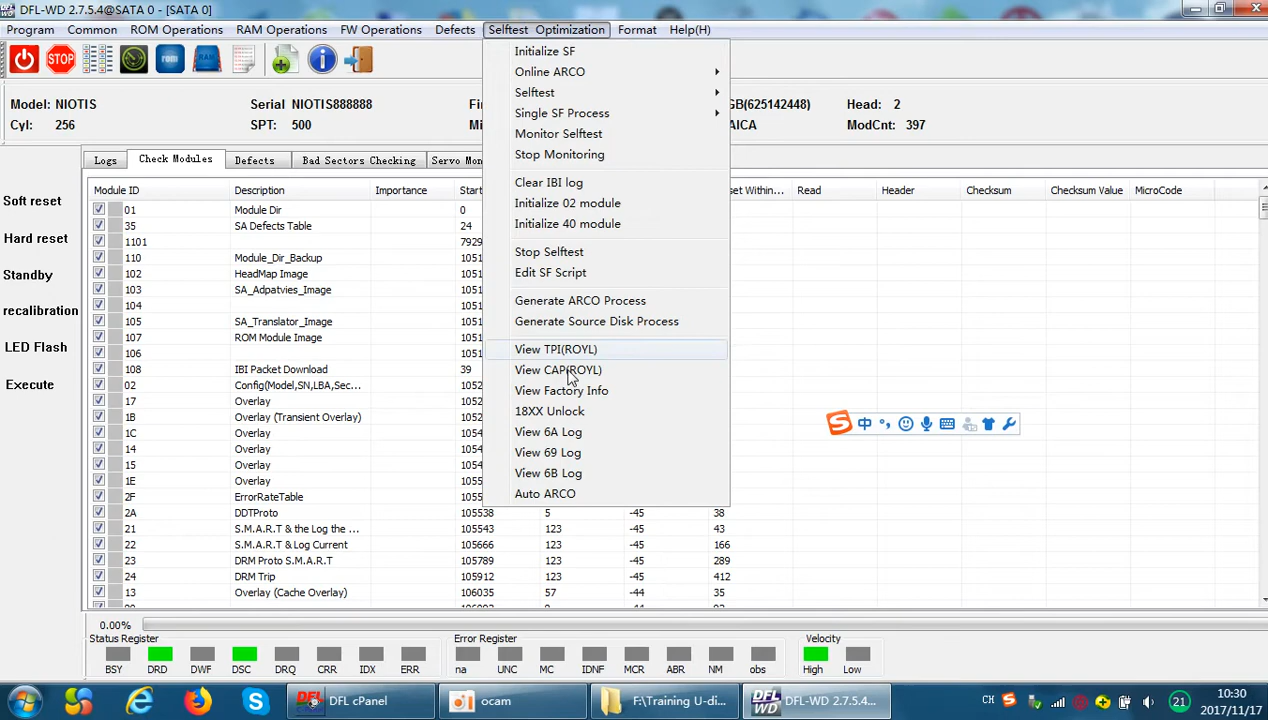 DFL-WD 2.7.5.4@SATA 0 - [SATA 0]
Program Common ROM Operations RAM Operations FW Operations Defects Selftest Optimization Format Help(H)
STOP rom RAM
Model: NIOTIS Serial NIOTIS888888 GB(625142448) Head: 2
Cyl: 256 SPT: 500 AICA ModCnt: 397
Logs Check Modules Defects Bad Sectors Checking Servo Mon
Soft reset
Hard reset
Standby
recalibration
LED Flash
Execute
Module ID Description Importance Start set Within... Read Header Checksum Checksum Value MicroCode
01 Module Dir 0
35 SA Defects Table 24
1101 7929
110 Module_Dir_Backup 1051
102 HeadMap Image 1051
103 SA_Adpatvies_Image 1051
104 1051
105 SA_Translator_Image 1051
107 ROM Module Image 1051
106 1051
108 IBI Packet Download 39
02 Config(Model,SN,LBA,Sec... 1054
17 Overlay 1054
1B Overlay (Transient Overlay) 1054
1C Overlay 1054
14 Overlay 1054
15 Overlay 1054
1E Overlay 1054
2F ErrorRateTable 1055
2A DDTProto 105538 5 -45 38
21 S.M.A.R.T & the Log the ... 105543 123 -45 43
22 S.M.A.R.T & Log Current 105666 123 -45 166
23 DRM Proto S.M.A.R.T 105789 123 -45 289
24 DRM Trip 105912 123 -45 412
13 Overlay (Cache Overlay) 106035 57 -44 35
Initialize SF
Online ARCO
Selftest
Single SF Process
Monitor Selftest
Stop Monitoring
Clear IBI log
Initialize 02 module
Initialize 40 module
Stop Selftest
Edit SF Script
Generate ARCO Process
Generate Source Disk Process
View TPI(ROYL)
View CAP(ROYL)
View Factory Info
18XX Unlock
View 6A Log
View 69 Log
View 6B Log
Auto ARCO
中
0.00%
Status Register Error Register Velocity
BSY DRD DWF DSC DRQ CRR IDX ERR na UNC MC IDNF MCR ABR NM obs High Low
DFL cPanel ocam F:\Training U-di... DFL-WD 2.7.5.4... CH 21 10:30
2017/11/17